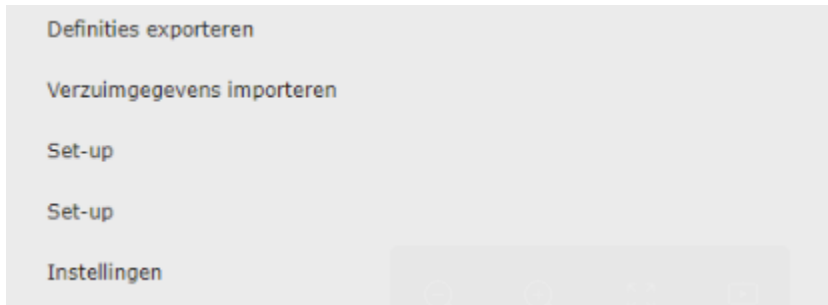 Definities exporteren
Verzuimgegevens importeren
Set-up
Set-up
Instellingen